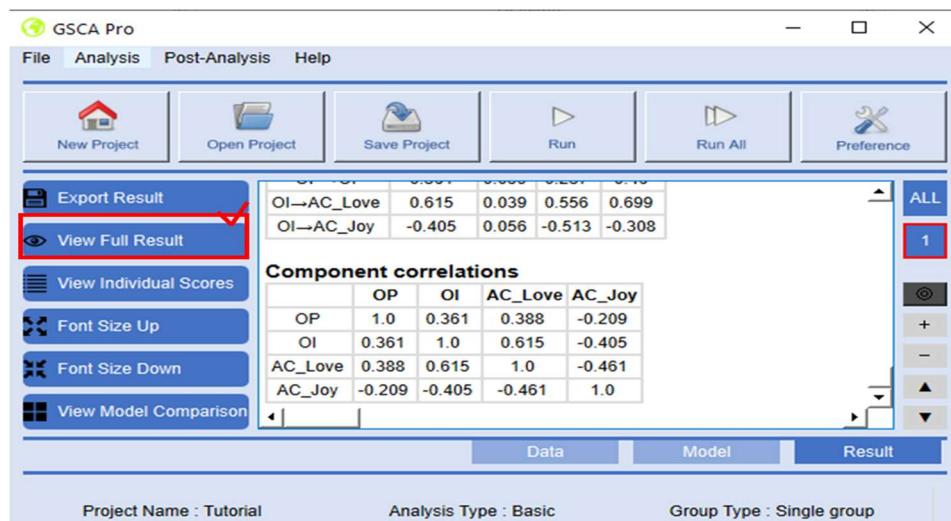 GSCA Pro
File Analysis Post-Analysis Help
New Project Open Project Save Project Run Run All Preference
Export Result
View Full Result
View Individual Scores
Font Size Up
Font Size Down
View Model Comparison
OI→AC_Love 0.615 0.039 0.556 0.699
OI→AC_Joy -0.405 0.056 -0.513 -0.308
Component correlations
OP OI AC_Love AC_Joy
OP 1.0 0.361 0.388 -0.209
OI 0.361 1.0 0.615 -0.405
AC_Love 0.388 0.615 1.0 -0.461
AC_Joy -0.209 -0.405 -0.461 1.0
ALL
1
Data Model Result
Project Name : Tutorial Analysis Type : Basic Group Type : Single group